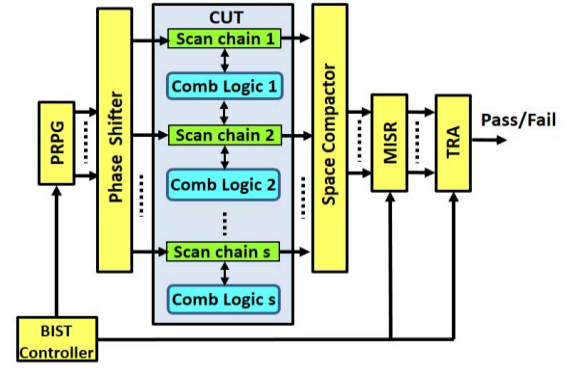 CUT
Scan chain 1
Comb Logic 1
Scan chain 2
Comb Logic 2
Scan chain s
Comb Logic s
PRPG
Phase Shifter
Space Compactor
MISR
TRA
Pass/Fail
BIST
Controller